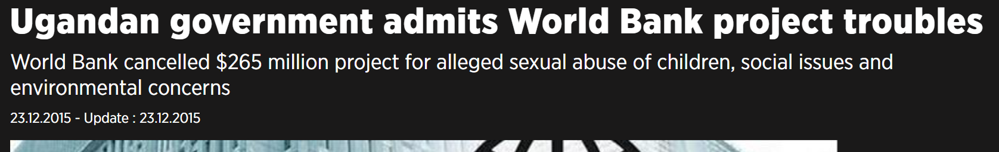 Ugandan government admits World Bank project troubles
World Bank cancelled $265 million project for alleged sexual abuse of children, social issues and
environmental concerns
23.12.2015 - Update : 23.12.2015